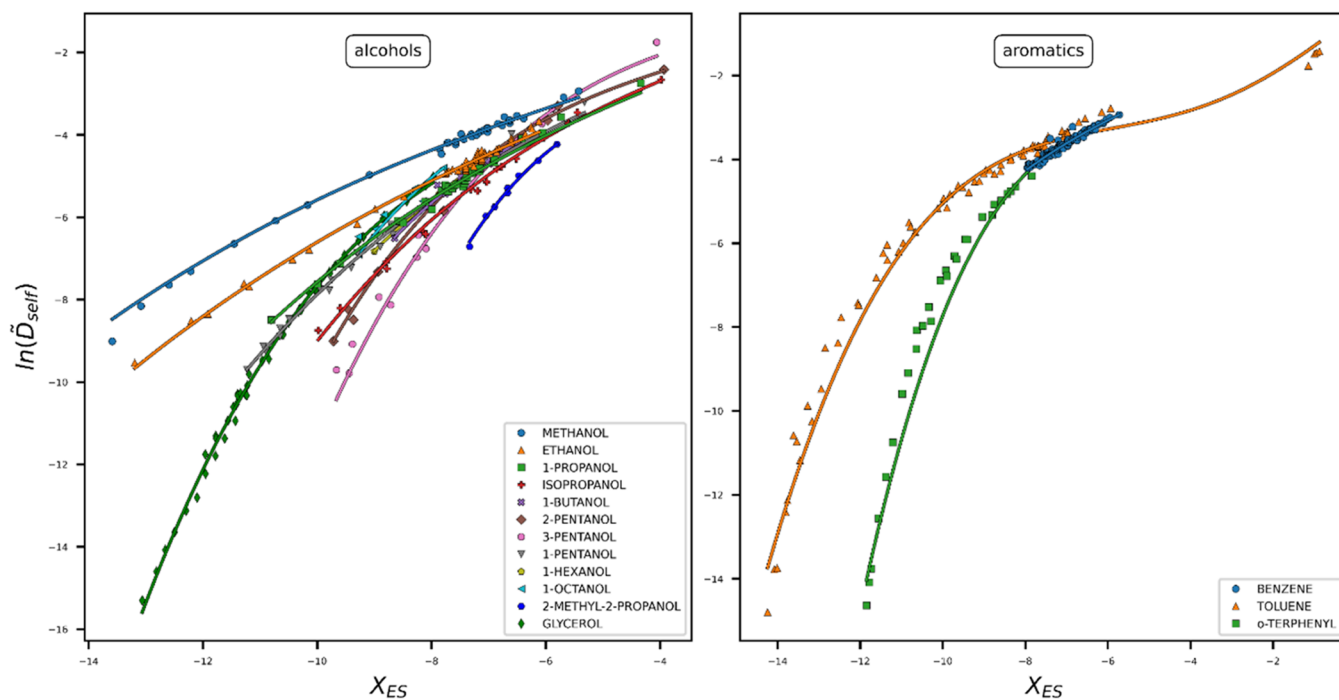 alcohols
ln(D̃self)
−2
−4
−6
−8
−10
−12
−14
−16
METHANOL
ETHANOL
1-PROPANOL
ISOPROPANOL
1-BUTANOL
2-PENTANOL
3-PENTANOL
1-PENTANOL
1-HEXANOL
1-OCTANOL
2-METHYL-2-PROPANOL
GLYCEROL
−14 −12 −10 −8 −6 −4
XES
aromatics
−2
−4
−6
−8
−10
−12
−14
BENZENE
TOLUENE
o-TERPHENYL
−14 −12 −10 −8 −6 −4 −2
XES